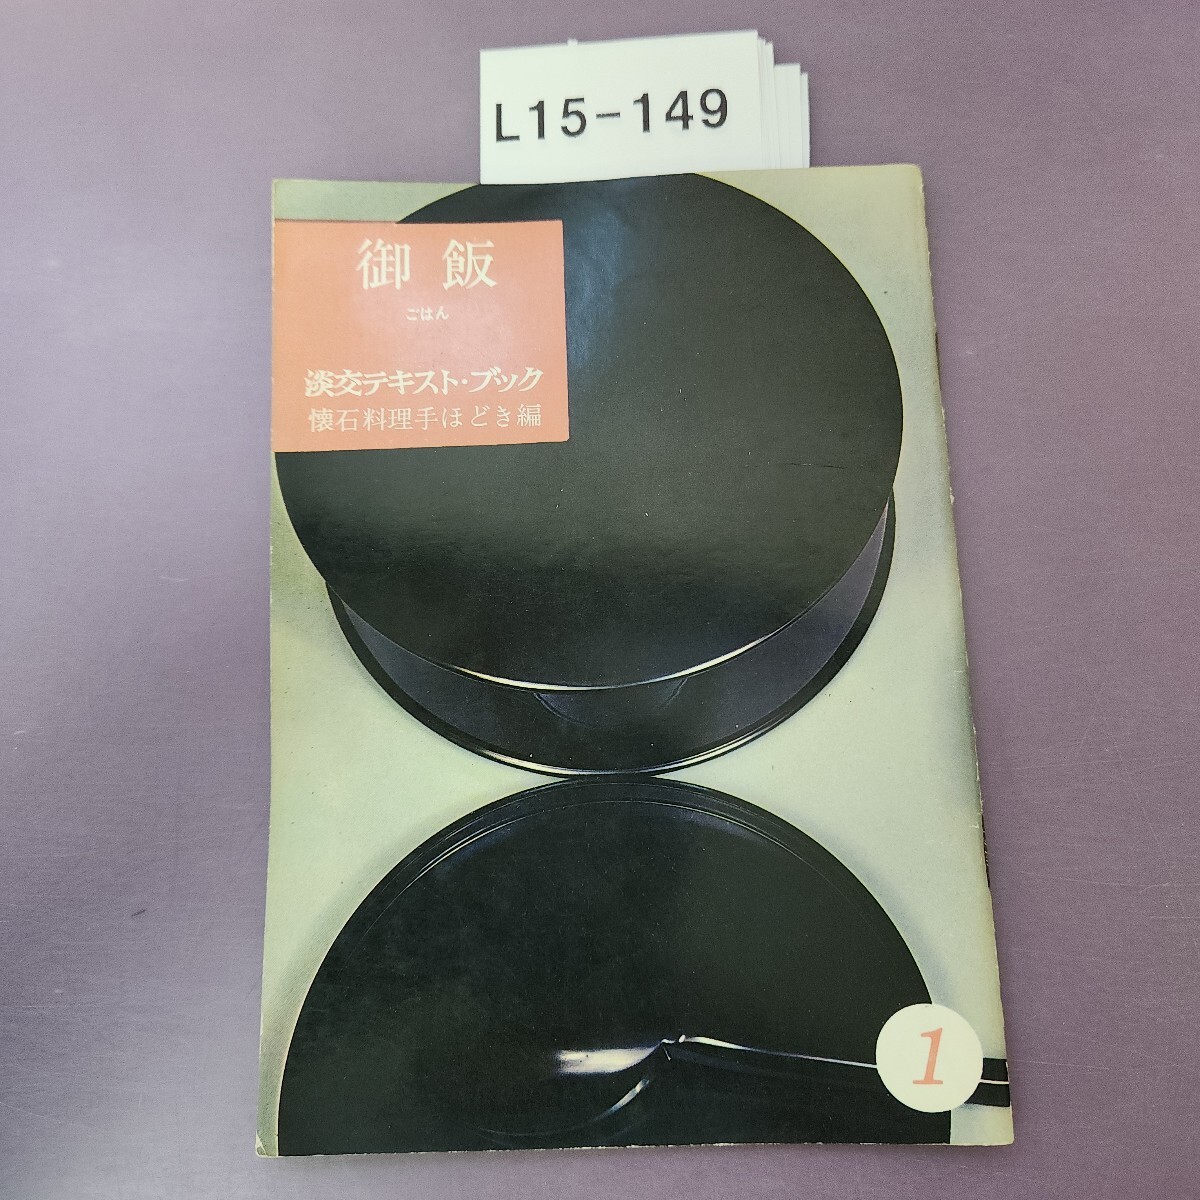 L15-149
御飯
ごはん
淡交テキスト・ブック
懐石料理手ほどき編
1